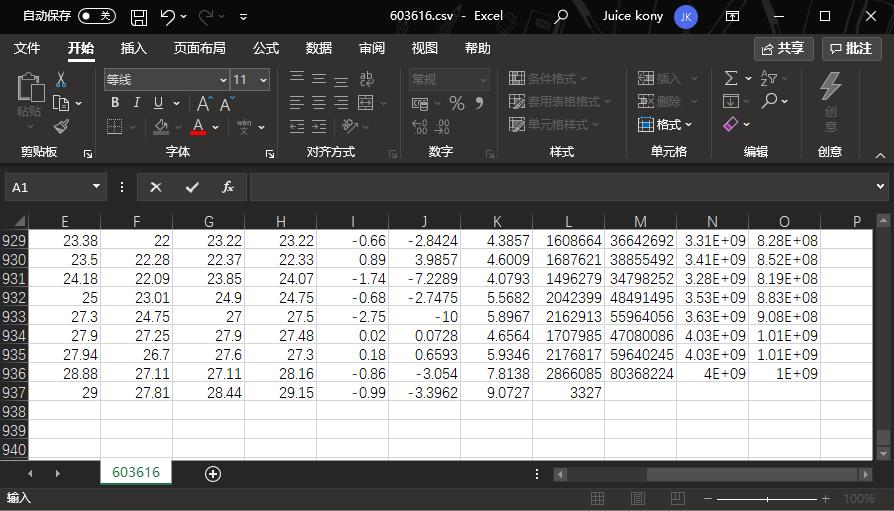 自动保存 关 603616.csv - Excel Juice kony JK
文件 开始 插入 页面布局 公式 数据 审阅 视图 帮助 共享 批注
粘贴 等线 11 ab 常规 条件格式 插入
B I U A A % 套用表格格式 删除 创意
A wén 单元格样式 格式
剪贴板 字体 对齐方式 数字 样式 单元格 编辑 创意
A1 fx
E F G H I J K L M N O P
929 23.38 22 23.22 23.22 -0.66 -2.8424 4.3857 1608664 36642692 3.31E+09 8.28E+08
930 23.5 22.28 22.37 22.33 0.89 3.9857 4.6009 1687621 38855492 3.41E+09 8.52E+08
931 24.18 22.09 23.85 24.07 -1.74 -7.2289 4.0793 1496279 34798252 3.28E+09 8.19E+08
932 25 23.01 24.9 24.75 -0.68 -2.7475 5.5682 2042399 48491495 3.53E+09 8.83E+08
933 27.3 24.75 27 27.5 -2.75 -10 5.8967 2162913 55964056 3.63E+09 9.08E+08
934 27.9 27.25 27.9 27.48 0.02 0.0728 4.6564 1707985 47080086 4.03E+09 1.01E+09
935 27.94 26.7 27.6 27.3 0.18 0.6593 5.9346 2176817 59640245 4.03E+09 1.01E+09
936 28.88 27.11 27.11 28.16 -0.86 -3.054 7.8138 2866085 80368224 4E+09 1E+09
937 29 27.81 28.44 29.15 -0.99 -3.3962 9.0727 3327
938
939
940
603616
输入 100%